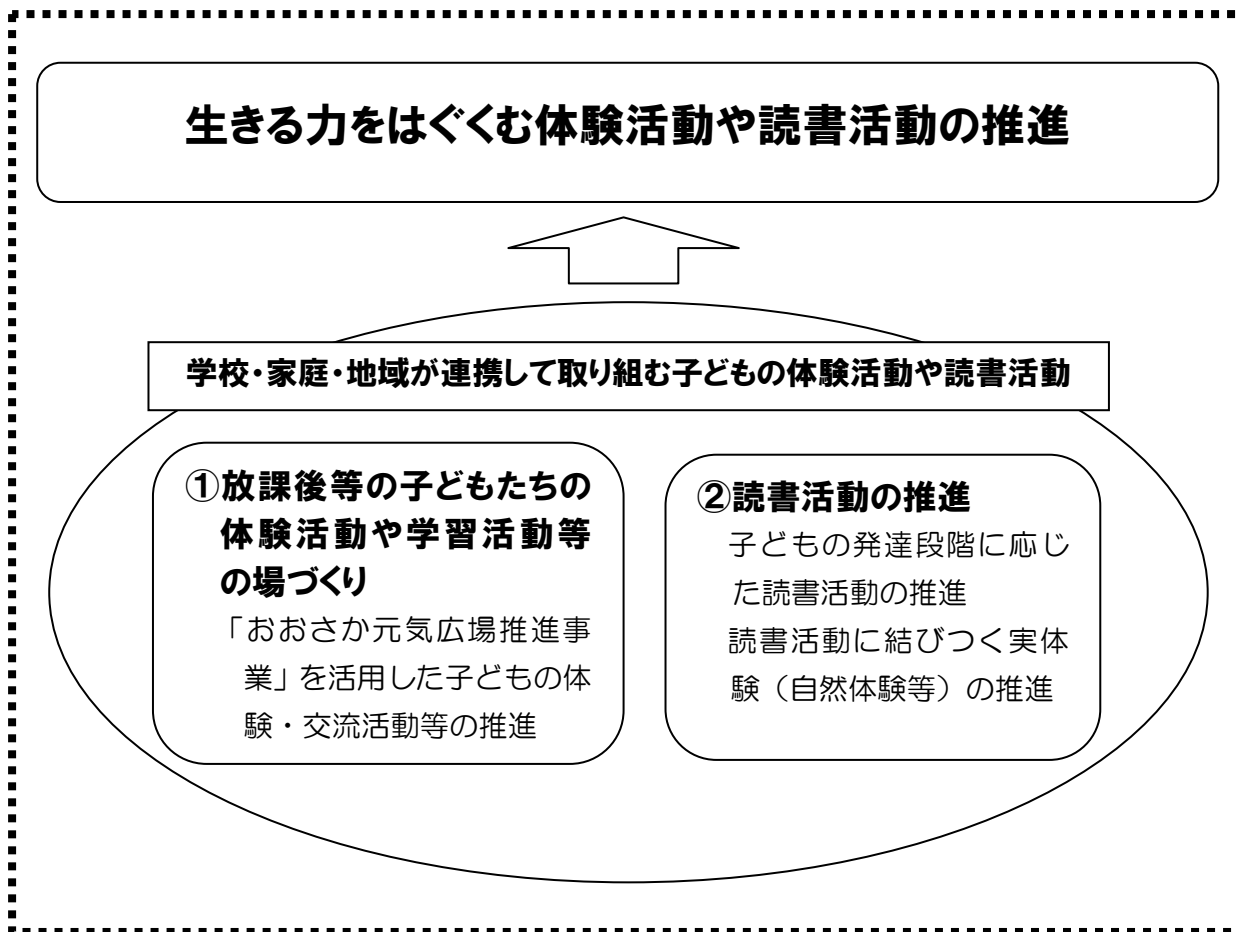 生きる力をはぐくむ体験活動や読書活動の推進
学校・家庭・地域が連携して取り組む子どもの体験活動や読書活動
①放課後等の子どもたちの
体験活動や学習活動等
の場づくり
「おおさか元気広場推進事
業」を活用した子どもの体
験・交流活動等の推進
②読書活動の推進
子どもの発達段階に応じ
た読書活動の推進
読書活動に結びつく実体
験（自然体験等）の推進